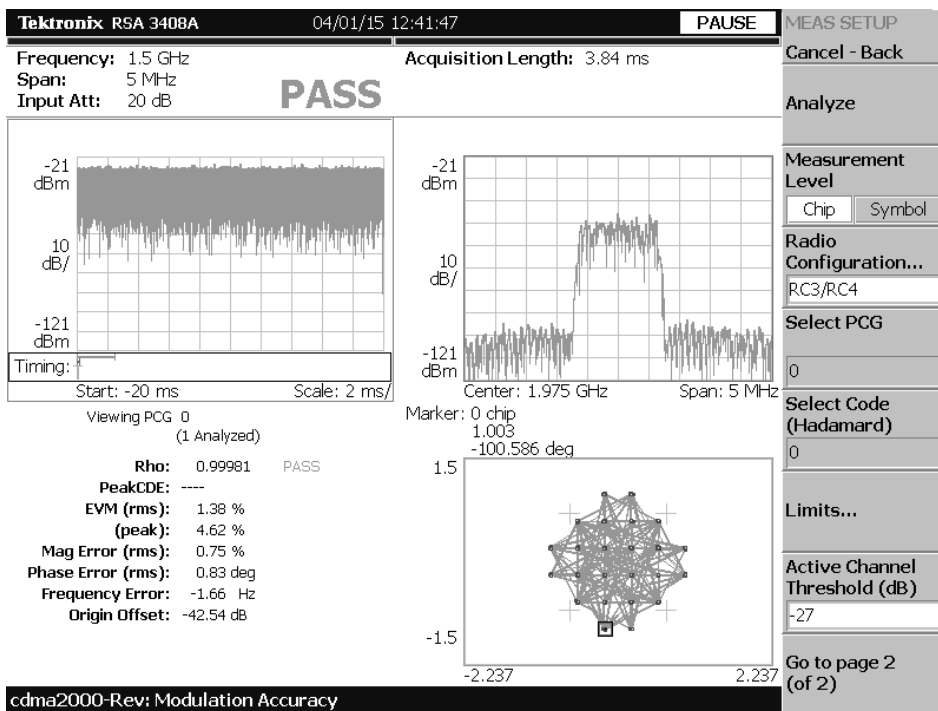 Tektronix RSA 3408A 04/01/15 12:41:47 PAUSE
Frequency: 1.5 GHz
Span: 5 MHz
Input Att: 20 dB
PASS
Acquisition Length: 3.84 ms
-21
dBm
10
dB/
-121
dBm
Timing:
Start: -20 ms Scale: 2 ms/
-21
dBm
10
dB/
-121
dBm
Center: 1.975 GHz Span: 5 MHz
Viewing PCG 0
(1 Analyzed)
Rho: 0.99981 PASS
PeakCDE: ----
EVM (rms): 1.38 %
(peak): 4.62 %
Mag Error (rms): 0.75 %
Phase Error (rms): 0.83 deg
Frequency Error: -1.66 Hz
Origin Offset: -42.54 dB
Marker: 0 chip
1.003
-100.586 deg
1.5
-1.5
-2.237 2.237
cdma2000-Rev: Modulation Accuracy
MEAS SETUP
Cancel - Back
Analyze
Measurement
Level
Chip Symbol
Radio
Configuration...
RC3/RC4
Select PCG
0
Select Code
(Hadamard)
0
Limits...
Active Channel
Threshold (dB)
-27
Go to page 2
(of 2)